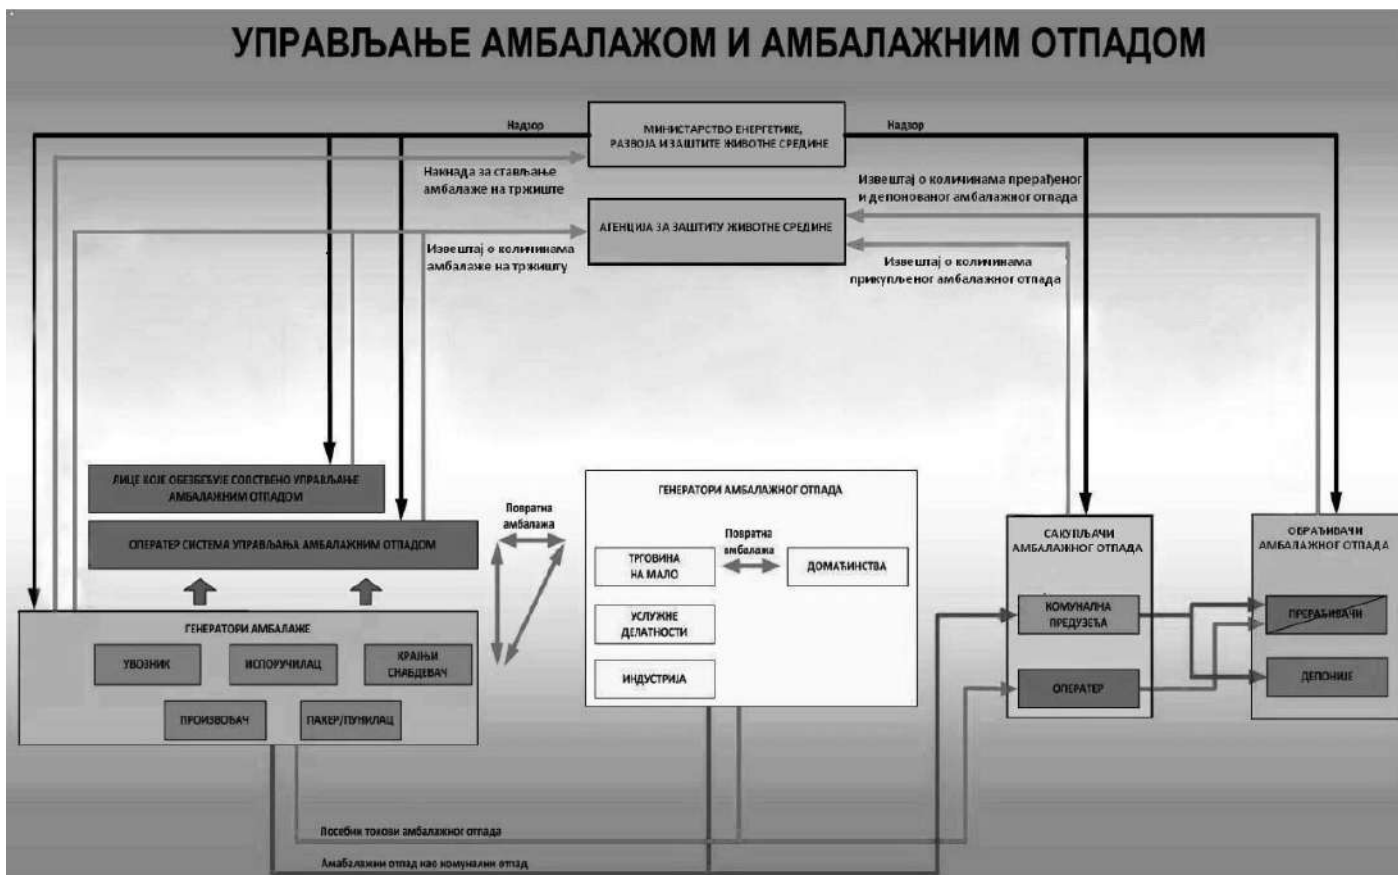 УПРАВЉАЊЕ АМБАЛАЖОМ И АМБАЛАЖНИМ ОТПАДОМ
Надзор
МИНИСТАРСТВО ЕНЕРГЕТИКЕ,
РАЗВОЈА И ЗАШТИТЕ ЖИВОТНЕ СРЕДИНЕ
Надзор
Накнада за стављање
амбалаже на тржиште
Извештај о количинама прерађеног
и депонованог амбалажног отпада
АГЕНЦИЈА ЗА ЗАШТИТУ ЖИВОТНЕ СРЕДИНЕ
Извештај о количинама
амбалаже на тржишту
Извештај о количинама
прикупљеног амбалажног отпада
ЛИЦЕ КОЈЕ ОБЕЗБЕЂУЈЕ СОПСТВЕНО УПРАВЉАЊЕ
АМБАЛАЖНИМ ОТПАДОМ
ОПЕРАТЕР СИСТЕМА УПРАВЉАЊА АМБАЛАЖНИМ ОТПАДОМ
Повратна
амбалажа
ГЕНЕРАТОРИ АМБАЛАЖЕ
УВОЗНИК
ИСПОРУЧИЛАЦ
КРАЈЊИ
СНАБДЕВАЧ
ПРОИЗВОЂАЧ
ПАКЕР/ПУНИЛАЦ
ГЕНЕРАТОРИ АМБАЛАЖНОГ ОТПАДА
ТРГОВИНА
НА МАЛО
Повратна
амбалажа
ДОМАЋИНСТВА
УСЛУЖНЕ
ДЕЛАТНОСТИ
ИНДУСТРИЈА
САКУПЉАЧИ
АМБАЛАЖНОГ ОТПАДА
КОМУНАЛНА
ПРЕДУЗЕЋА
ОПЕРАТЕР
ОБРАЂИВАЧИ
АМБАЛАЖНОГ ОТПАДА
ПРЕРАЂИВАЧИ
ДЕПОНИЈЕ
Посебни токови амбалажног отпада
Амабалажни отпад као комунални отпад